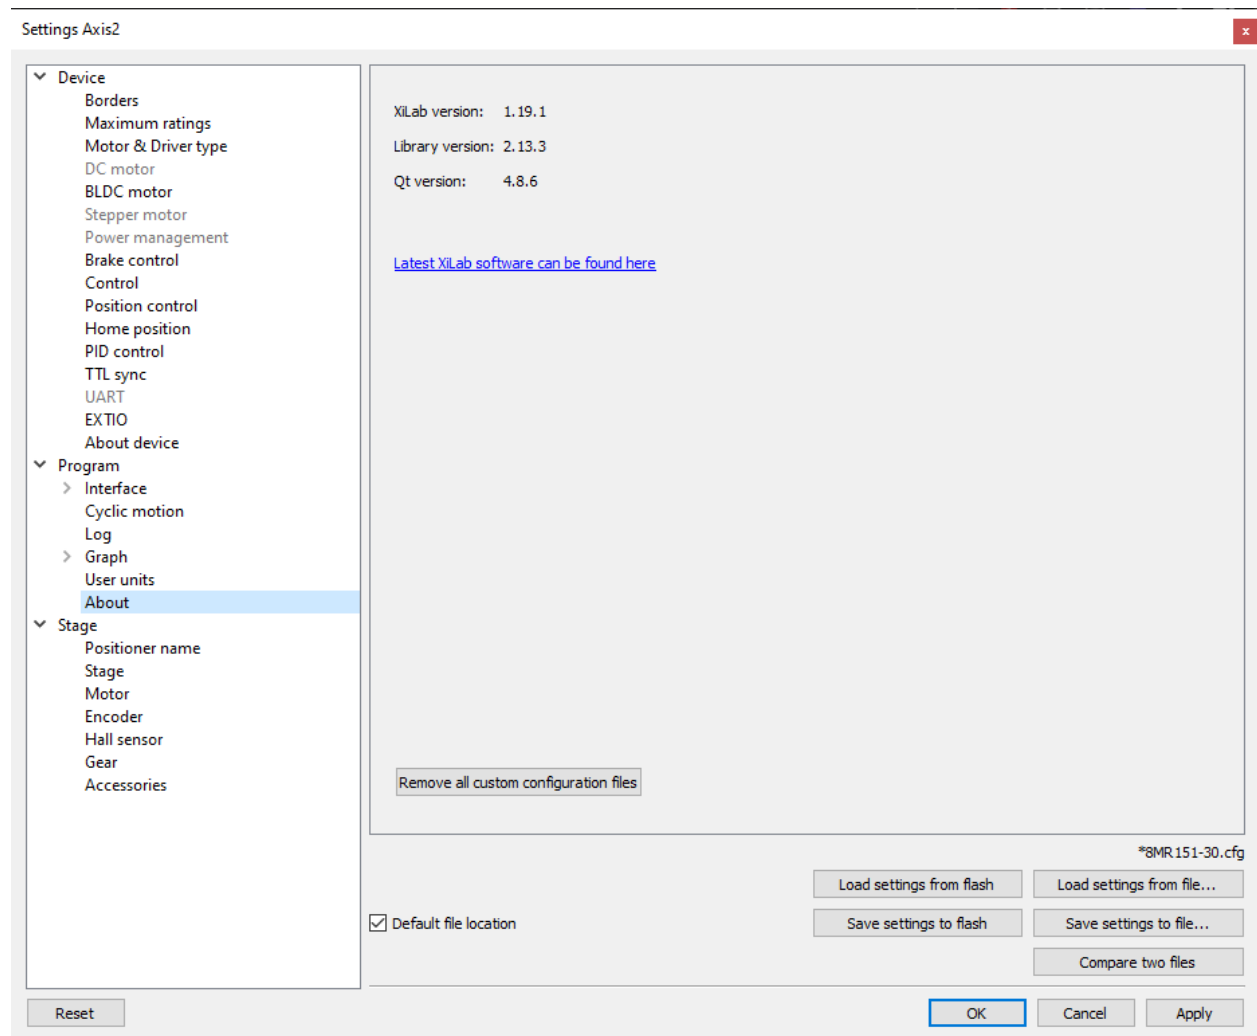 Settings Axis2
x
Device
Borders
Maximum ratings
Motor & Driver type
DC motor
BLDC motor
Stepper motor
Power management
Brake control
Control
Position control
Home position
PID control
TTL sync
UART
EXTIO
About device
Program
Interface
Cyclic motion
Log
Graph
User units
About
Stage
Positioner name
Stage
Motor
Encoder
Hall sensor
Gear
Accessories
XiLab version: 1.19.1
Library version: 2.13.3
Qt version: 4.8.6
Latest XiLab software can be found here
Remove all custom configuration files
*8MR151-30.cfg
Load settings from flash Load settings from file...
Default file location Save settings to flash Save settings to file...
Compare two files
Reset OK Cancel Apply